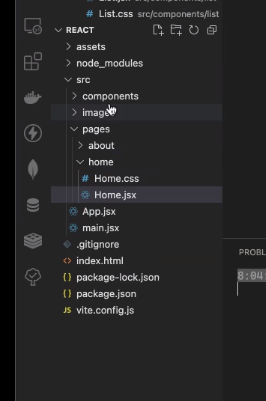 # List.css src/components/list
REACT
assets
node_modules
src
components
images
pages
about
home
# Home.css
Home.jsx
App.jsx
main.jsx
.gitignore
<> index.html
{} package-lock.json
{} package.json
JS vite.config.js
PROBL
8:04: